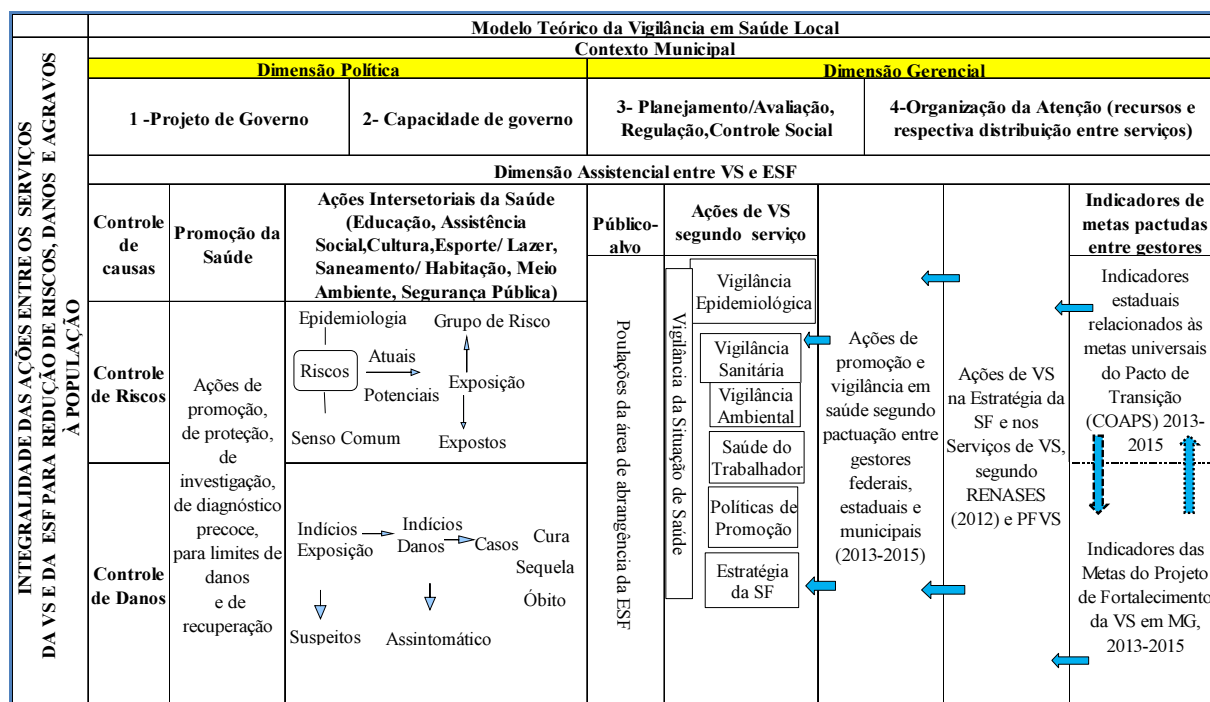 Modelo Teórico da Vigilância em Saúde Local
Contexto Municipal
INTEGRALIDADE DAS AÇÕES ENTRE OS SERVIÇOS
DA VS E DA  ESF PARA REDUÇÃO DE RISCOS, DANOS  E AGRAVOS
À POPULAÇÃO
Dimensão Política
Dimensão Gerencial
1 -Projeto de Governo
2- Capacidade de governo
3- Planejamento/Avaliação,
Regulação,Controle Social
4-Organização da Atenção (recursos e
respectiva distribuição entre serviços)
Dimensão Assistencial entre VS e ESF
Controle
de
causas
Promoção da
Saúde
Ações Intersetoriais da Saúde
(Educação, Assistência
Social,Cultura,Esporte/ Lazer,
Saneamento/ Habitação, Meio
Ambiente, Segurança Pública)
Público-
alvo
Ações de VS
segundo serviço
Indicadores de
metas pactudas
entre gestores
Controle
de Riscos
Ações de
promoção,
de proteção,
de
investigação,
de diagnóstico
precoce,
para limites de
danos
e de
recuperação
Epidemiologia
Grupo de Risco
Riscos
Atuais
Potenciais
Exposição
Senso Comum
Expostos
Controle
de Danos
Indícios
Exposição
Indícios
Danos
Casos
Cura
Sequela
Óbito
Suspeitos
Assintomático
Poulações da área de abrangência da ESF
Vigilância da Situação de Saúde
Vigilância
Epidemiológica
Vigilância
Sanitária
Vigilância
Ambiental
Saúde do
Trabalhador
Políticas de
Promoção
Estratégia
da SF
Ações de
promoção e
vigilância em
saúde segundo
pactuação entre
gestores
federais,
estaduais e
municipais
(2013-2015)
Ações de VS
na Estratégia da
SF e nos
Serviços de VS,
segundo
RENASES
(2012) e PFVS
Indicadores
estaduais
relacionados às
metas universais
do Pacto de
Transição
(COAPS) 2013-
2015
Indicadores das
Metas do Projeto
de Fortalecimento
da VS em MG,
2013-2015